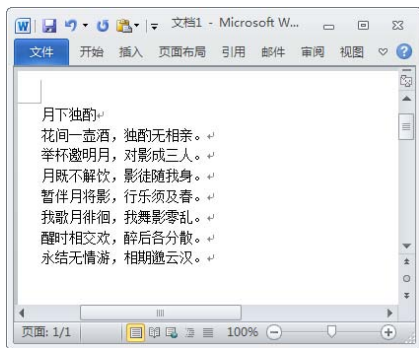 文档1 - Microsoft W...
文件 开始 插入 页面布局 引用 邮件 审阅 视图
月下独酌
花间一壶酒，独酌无相亲。
举杯邀明月，对影成三人。
月既不解饮，影徒随我身。
暂伴月将影，行乐须及春。
我歌月徘徊，我舞影零乱。
醒时相交欢，醉后各分散。
永结无情游，相期邈云汉。
页面: 1/1 100%